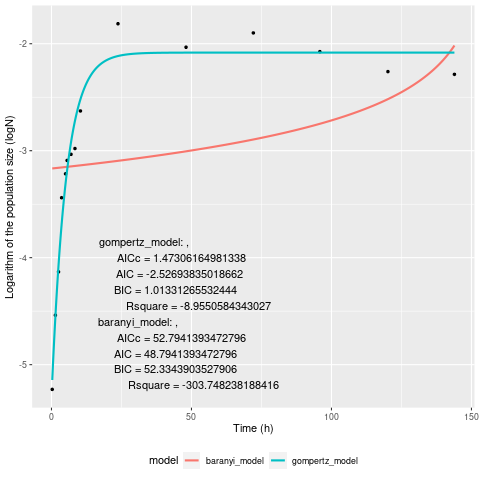 -2
-3
-4
-5
Logarithm of the population size (logN)
gompertz_model: ,
AICc = 1.47306164981338
AIC = -2.52693835018662
BIC = 1.01331265532444
Rsquare = -8.9550584343027
baranyi_model: ,
AICc = 52.7941393472796
AIC = 48.7941393472796
BIC = 52.3343903527906
Rsquare = -303.748238188416
0 50 100 150
Time (h)
model baranyi_model gompertz_model